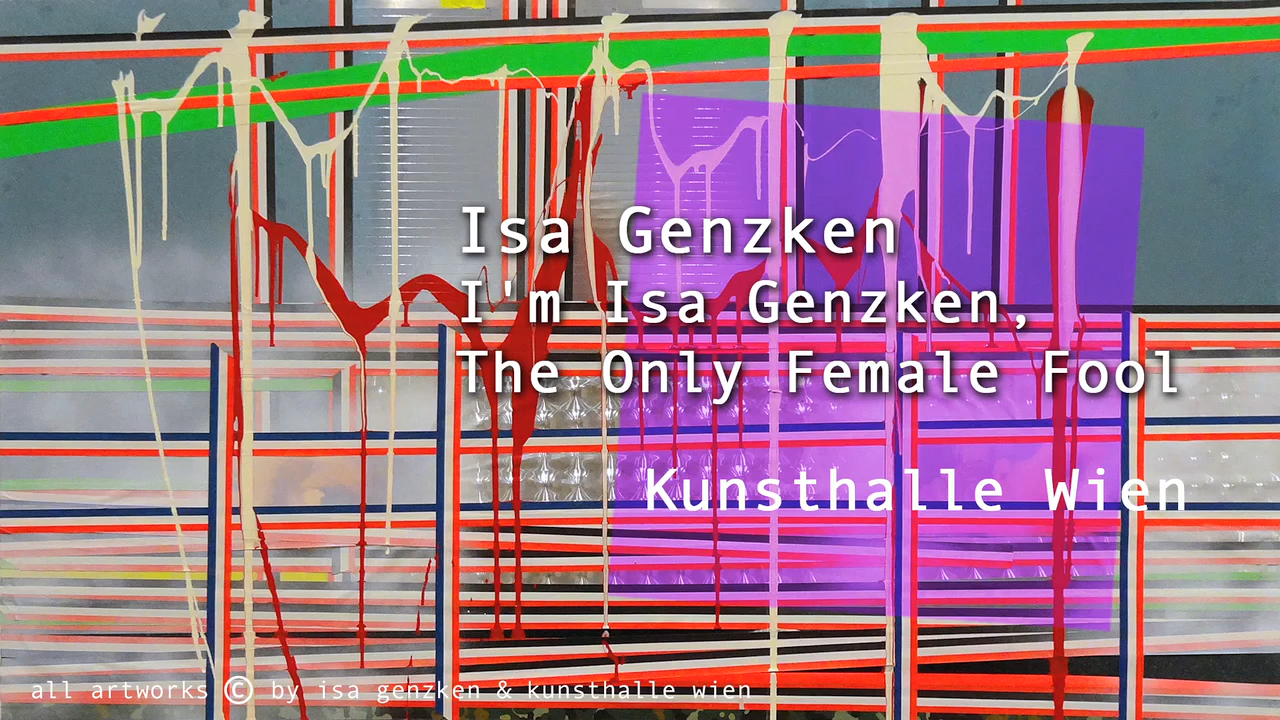 Isa Genzken
I'm Isa Genzken,
The Only Female Fool
Kunsthalle Wien
all artworks © by isa genzken & kunsthalle wien